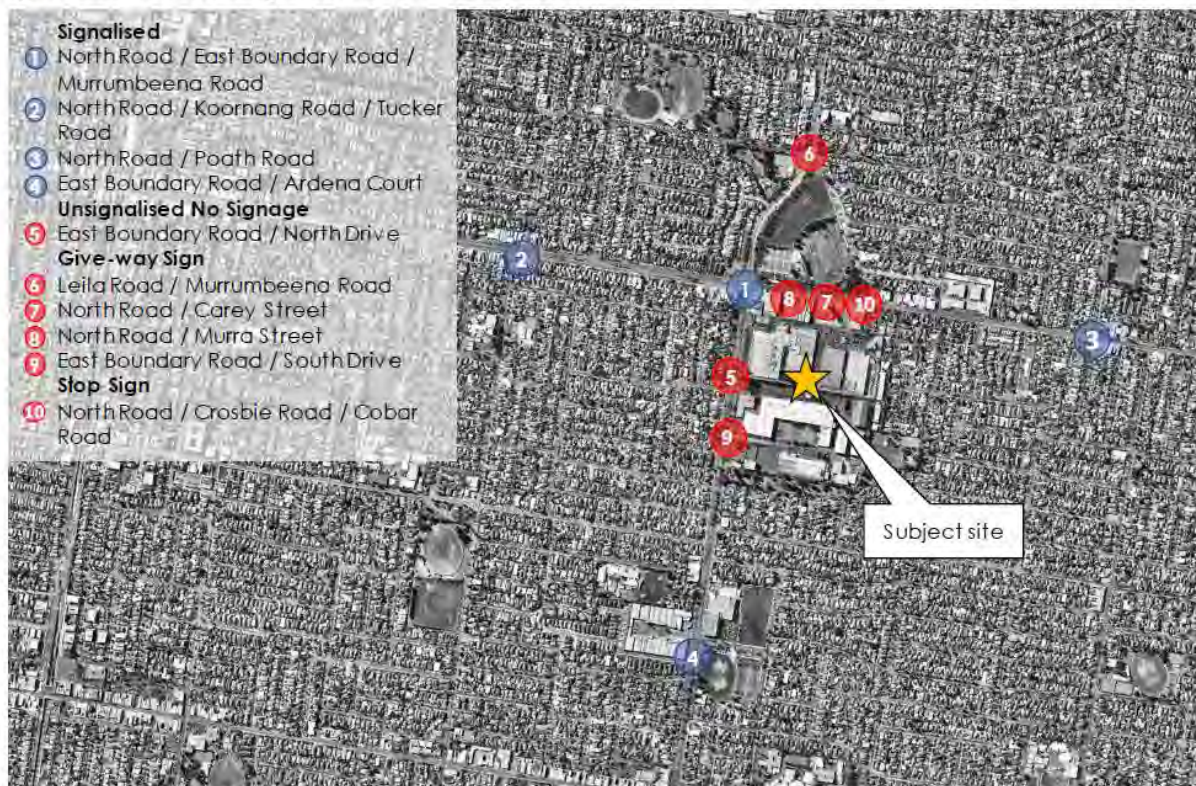 Signalised
1 North Road / East Boundary Road /
Murrumbeena Road
2 North Road / Koornang Road / Tucker
Road
3 North Road / Poath Road
4 East Boundary Road / Ardena Court
Unsignalised No Signage
5 East Boundary Road / North Drive
Give-way Sign
6 Leila Road / Murrumbeena Road
7 North Road / Carey Street
8 North Road / Murra Street
9 East Boundary Road / South Drive
Stop Sign
10 North Road / Crosbie Road / Cobar
Road
6
2
1
8
7
10
3
5
9
Subject site
4